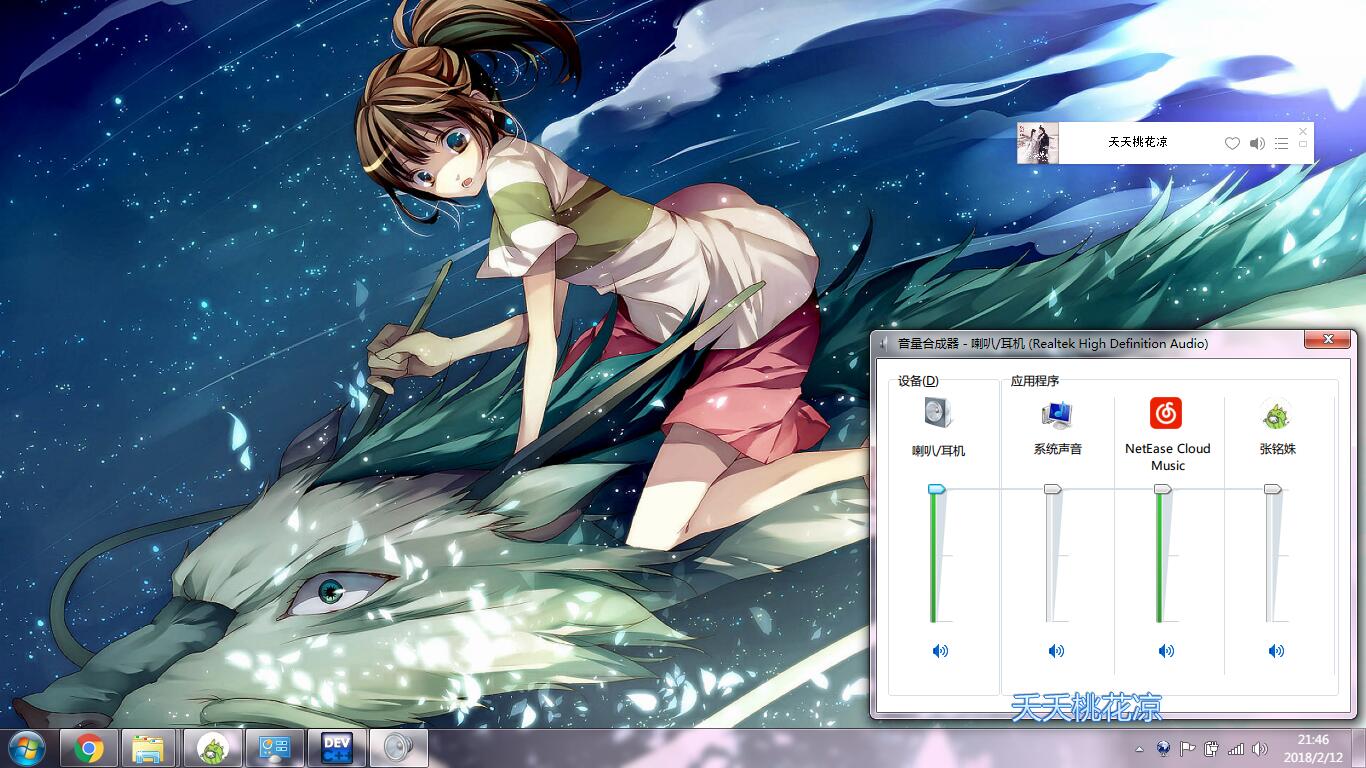 天天桃花凉
音量合成器 - 喇叭/耳机 (Realtek High Definition Audio)
设备(D)
应用程序
喇叭/耳机
系统声音
NetEase Cloud
Music
张铭姝
天天桃花凉
DEV
C++
21:46
2018/2/12